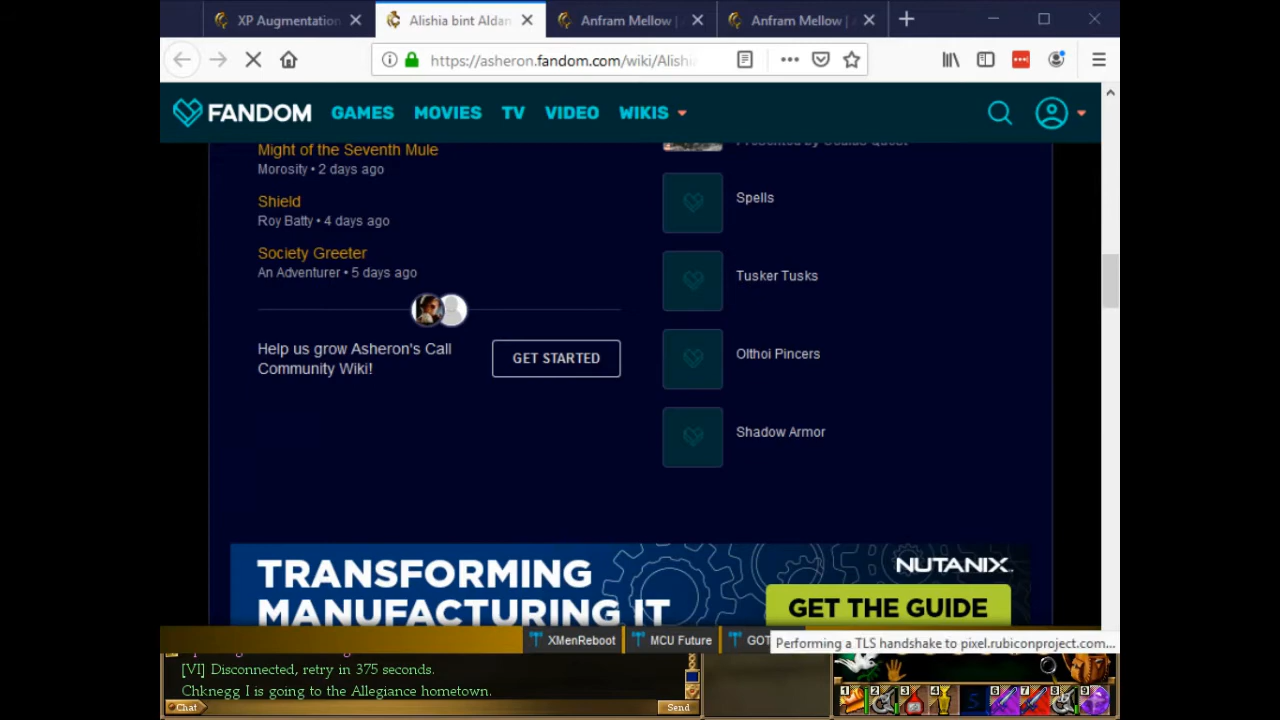 XP Augmentation
Alishia bint Aldan
Anfram Mellow |
Anfram Mellow |
https://asheron.fandom.com/wiki/Alishi
FANDOM
GAMES
MOVIES
TV
VIDEO
WIKIS
Might of the Seventh Mule
Morosity • 2 days ago
Shield
Roy Batty • 4 days ago
Society Greeter
An Adventurer • 5 days ago
Help us grow Asheron's Call
Community Wiki!
GET STARTED
Spells
Tusker Tusks
Olthoi Pincers
Shadow Armor
TRANSFORMING
MANUFACTURING IT
NUTANIX
GET THE GUIDE
XMenReboot
MCU Future
GOT
Performing a TLS handshake to pixel.rubiconproject.com...
[VI] Disconnected, retry in 375 seconds.
Chknegg I is going to the Allegiance hometown.
Chat
Send
1 2 3 4 5 6 7 8 9